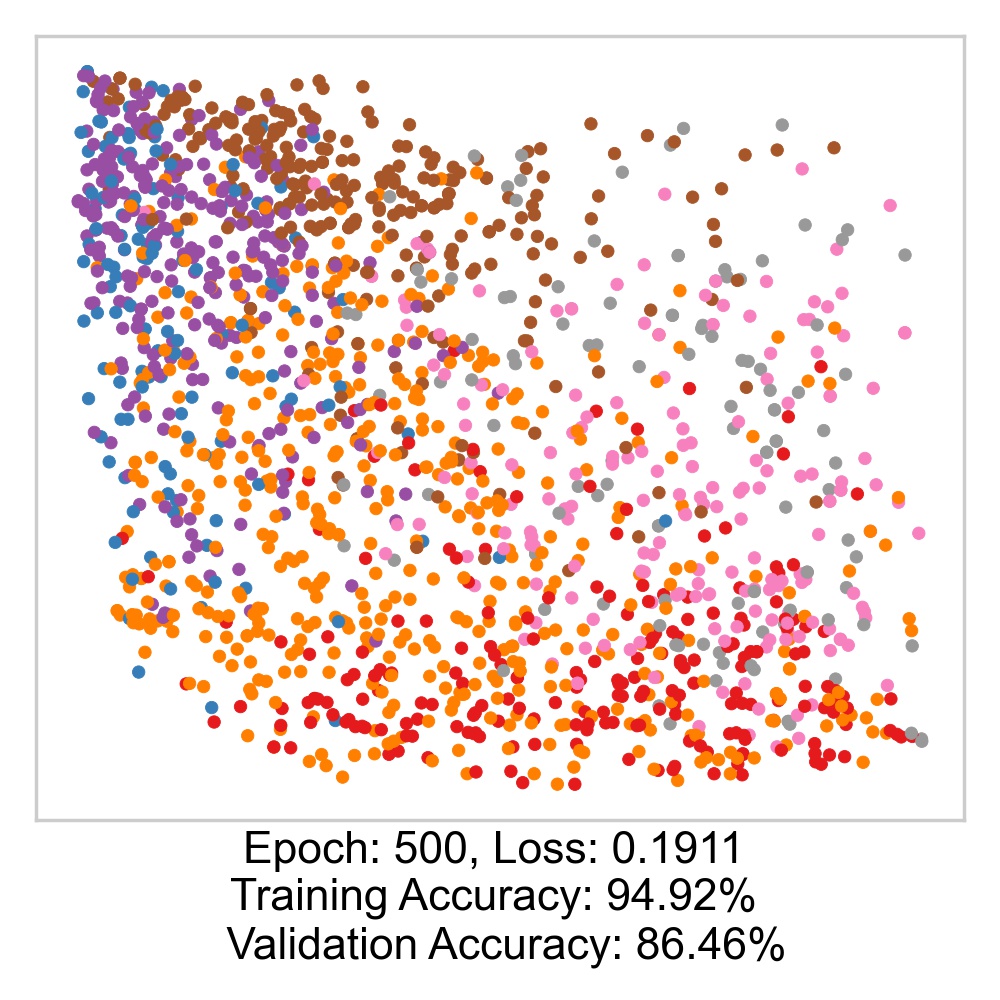 Epoch: 500, Loss: 0.1911
Training Accuracy: 94.92%
Validation Accuracy: 86.46%